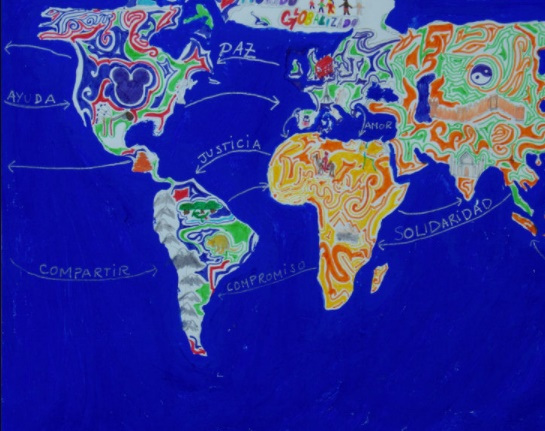 GLOBALIZADO
PAZ
AYUDA
AMOR
JUSTICIA
SOLIDARIDAD
COMPARTIR
COMPROMISO